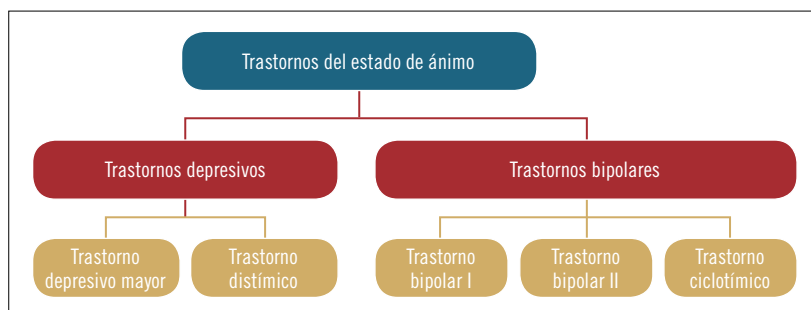 Trastornos del estado de ánimo
Trastornos depresivos
Trastornos bipolares
Trastorno
depresivo mayor
Trastorno
distímico
Trastorno
bipolar I
Trastorno
bipolar II
Trastorno
ciclotímico